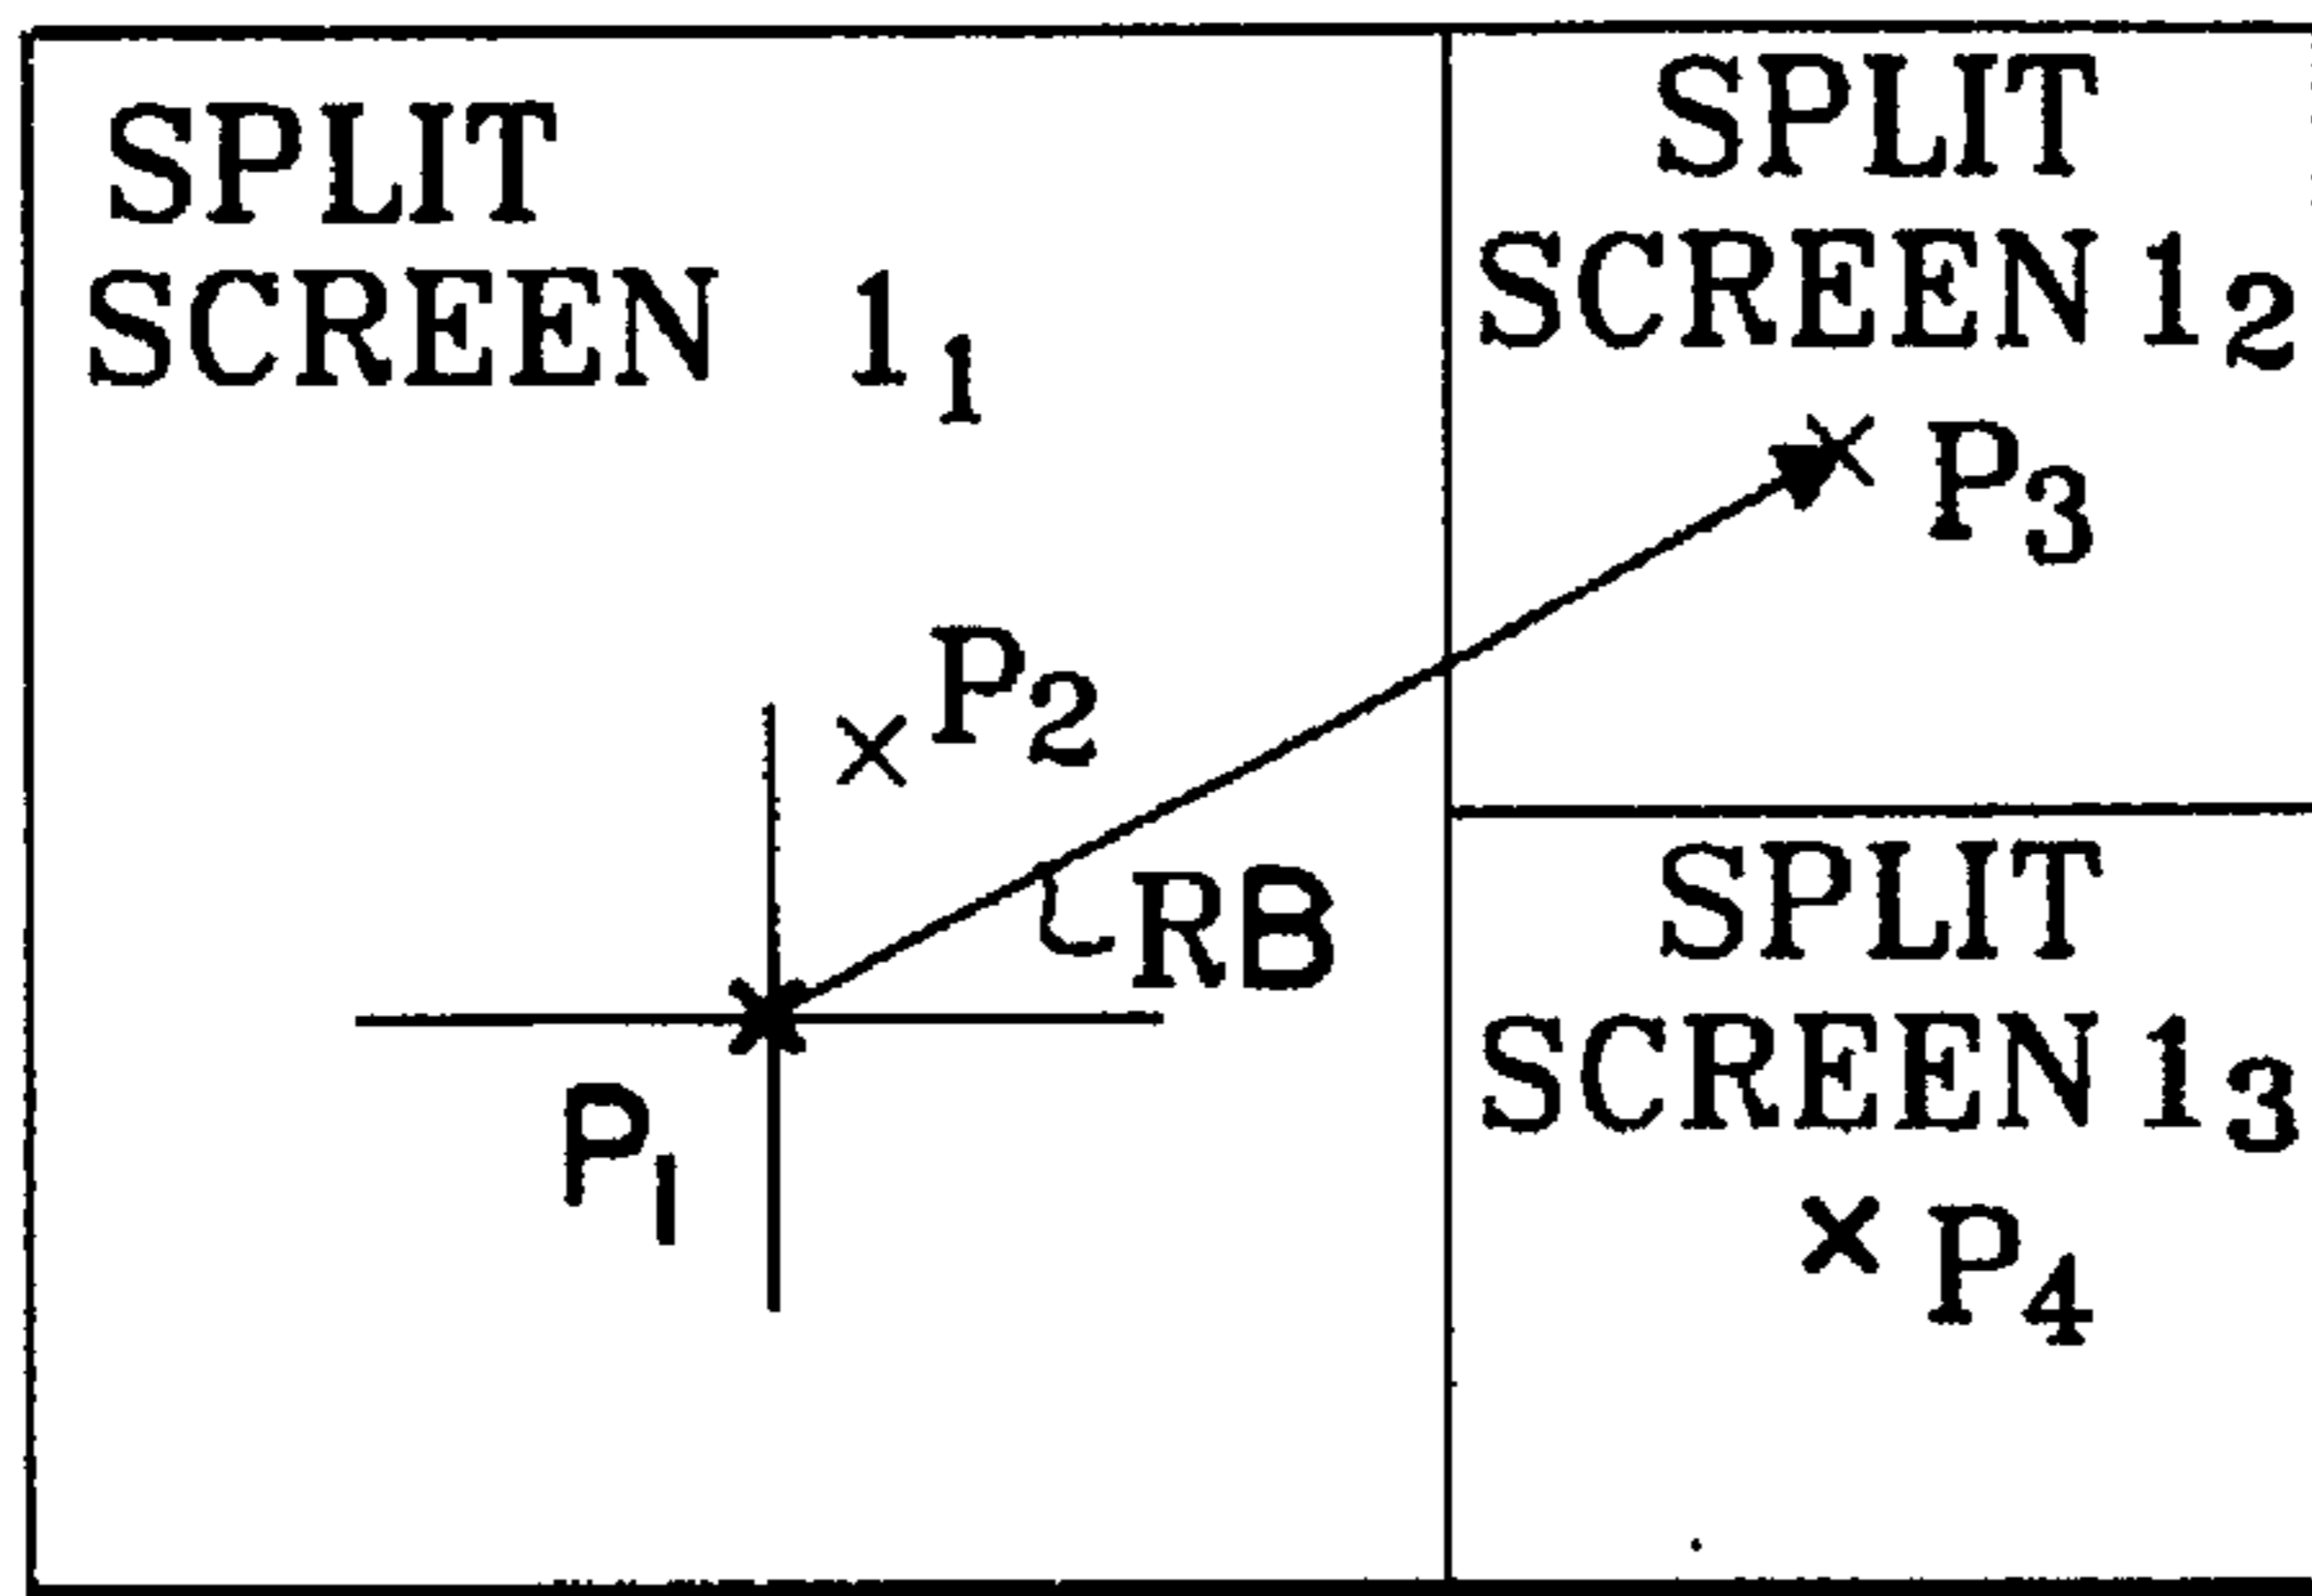 SPLIT
SCREEN 1₁
P₂
RB
P₁
SPLIT
SCREEN 1₂
P₃
SPLIT
SCREEN 1₃
P₄